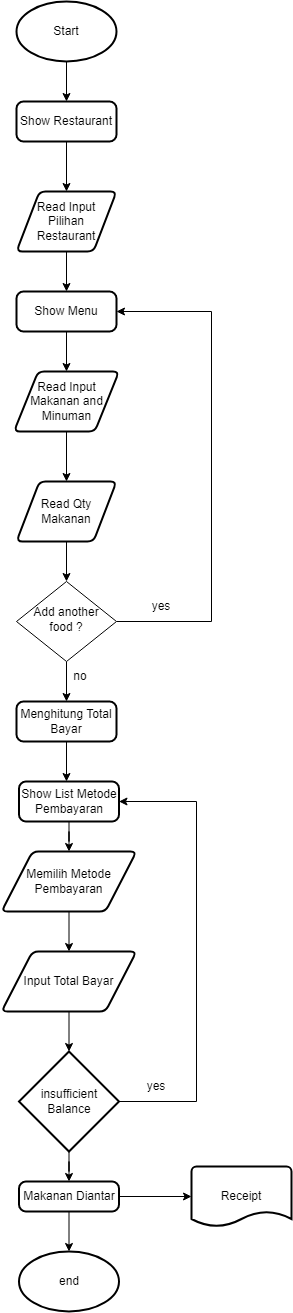 Start
Show Restaurant
Read Input
Pilihan
Restaurant
Show Menu
Read Input
Makanan and
Minuman
Read Qty
Makanan
Add another
food ?
yes
no
Menghitung Total
Bayar
Show List Metode
Pembayaran
Memilih Metode
Pembayaran
Input Total Bayar
insufficient
Balance
yes
Makanan Diantar
Receipt
end